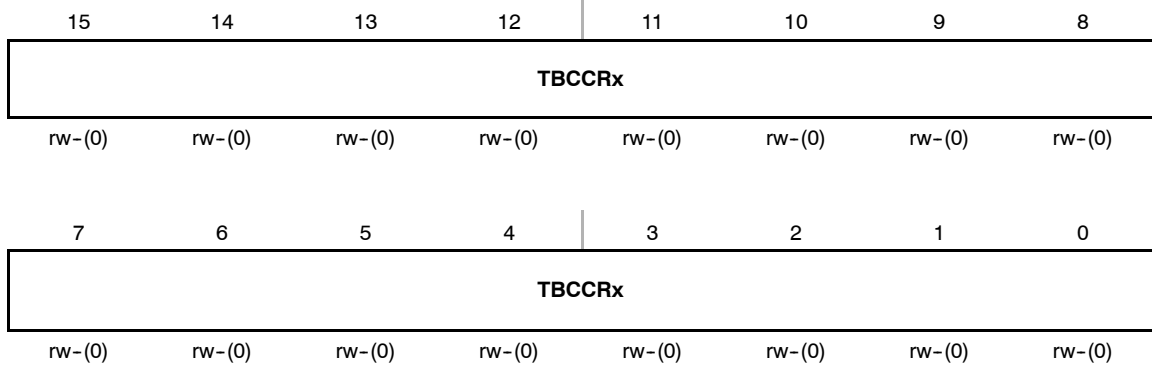 15 14 13 12 11 10 9 8
TBCCRx
rw-(0) rw-(0) rw-(0) rw-(0) rw-(0) rw-(0) rw-(0) rw-(0)
7 6 5 4 3 2 1 0
TBCCRx
rw-(0) rw-(0) rw-(0) rw-(0) rw-(0) rw-(0) rw-(0) rw-(0)